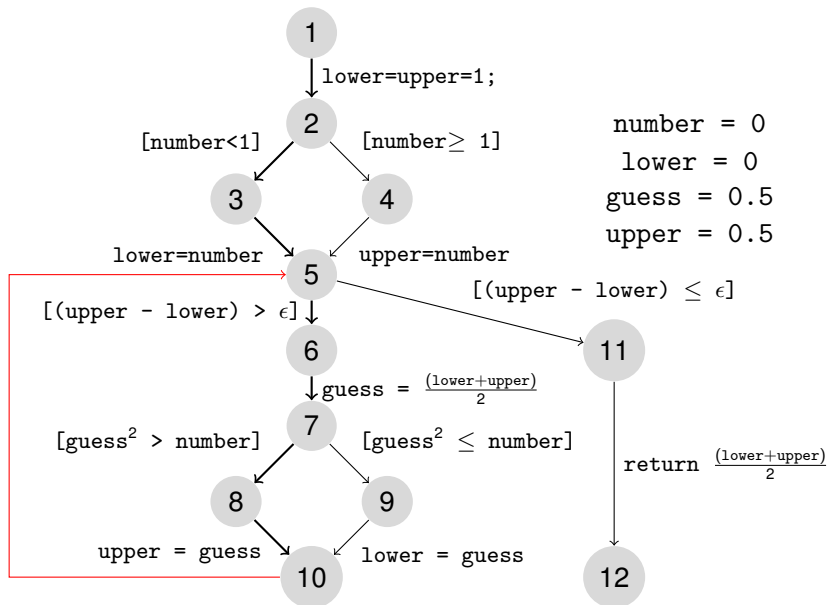 1
lower=upper=1;
2
[number<1]
[number≥ 1]
number = 0
lower = 0
guess = 0.5
upper = 0.5
3
4
lower=number
upper=number
5
[(upper - lower) > ϵ]
[(upper - lower) ≤ ϵ]
6
11
guess = (lower+upper)/2
7
[guess² > number]
[guess² ≤ number]
return (lower+upper)/2
8
9
upper = guess
lower = guess
10
12